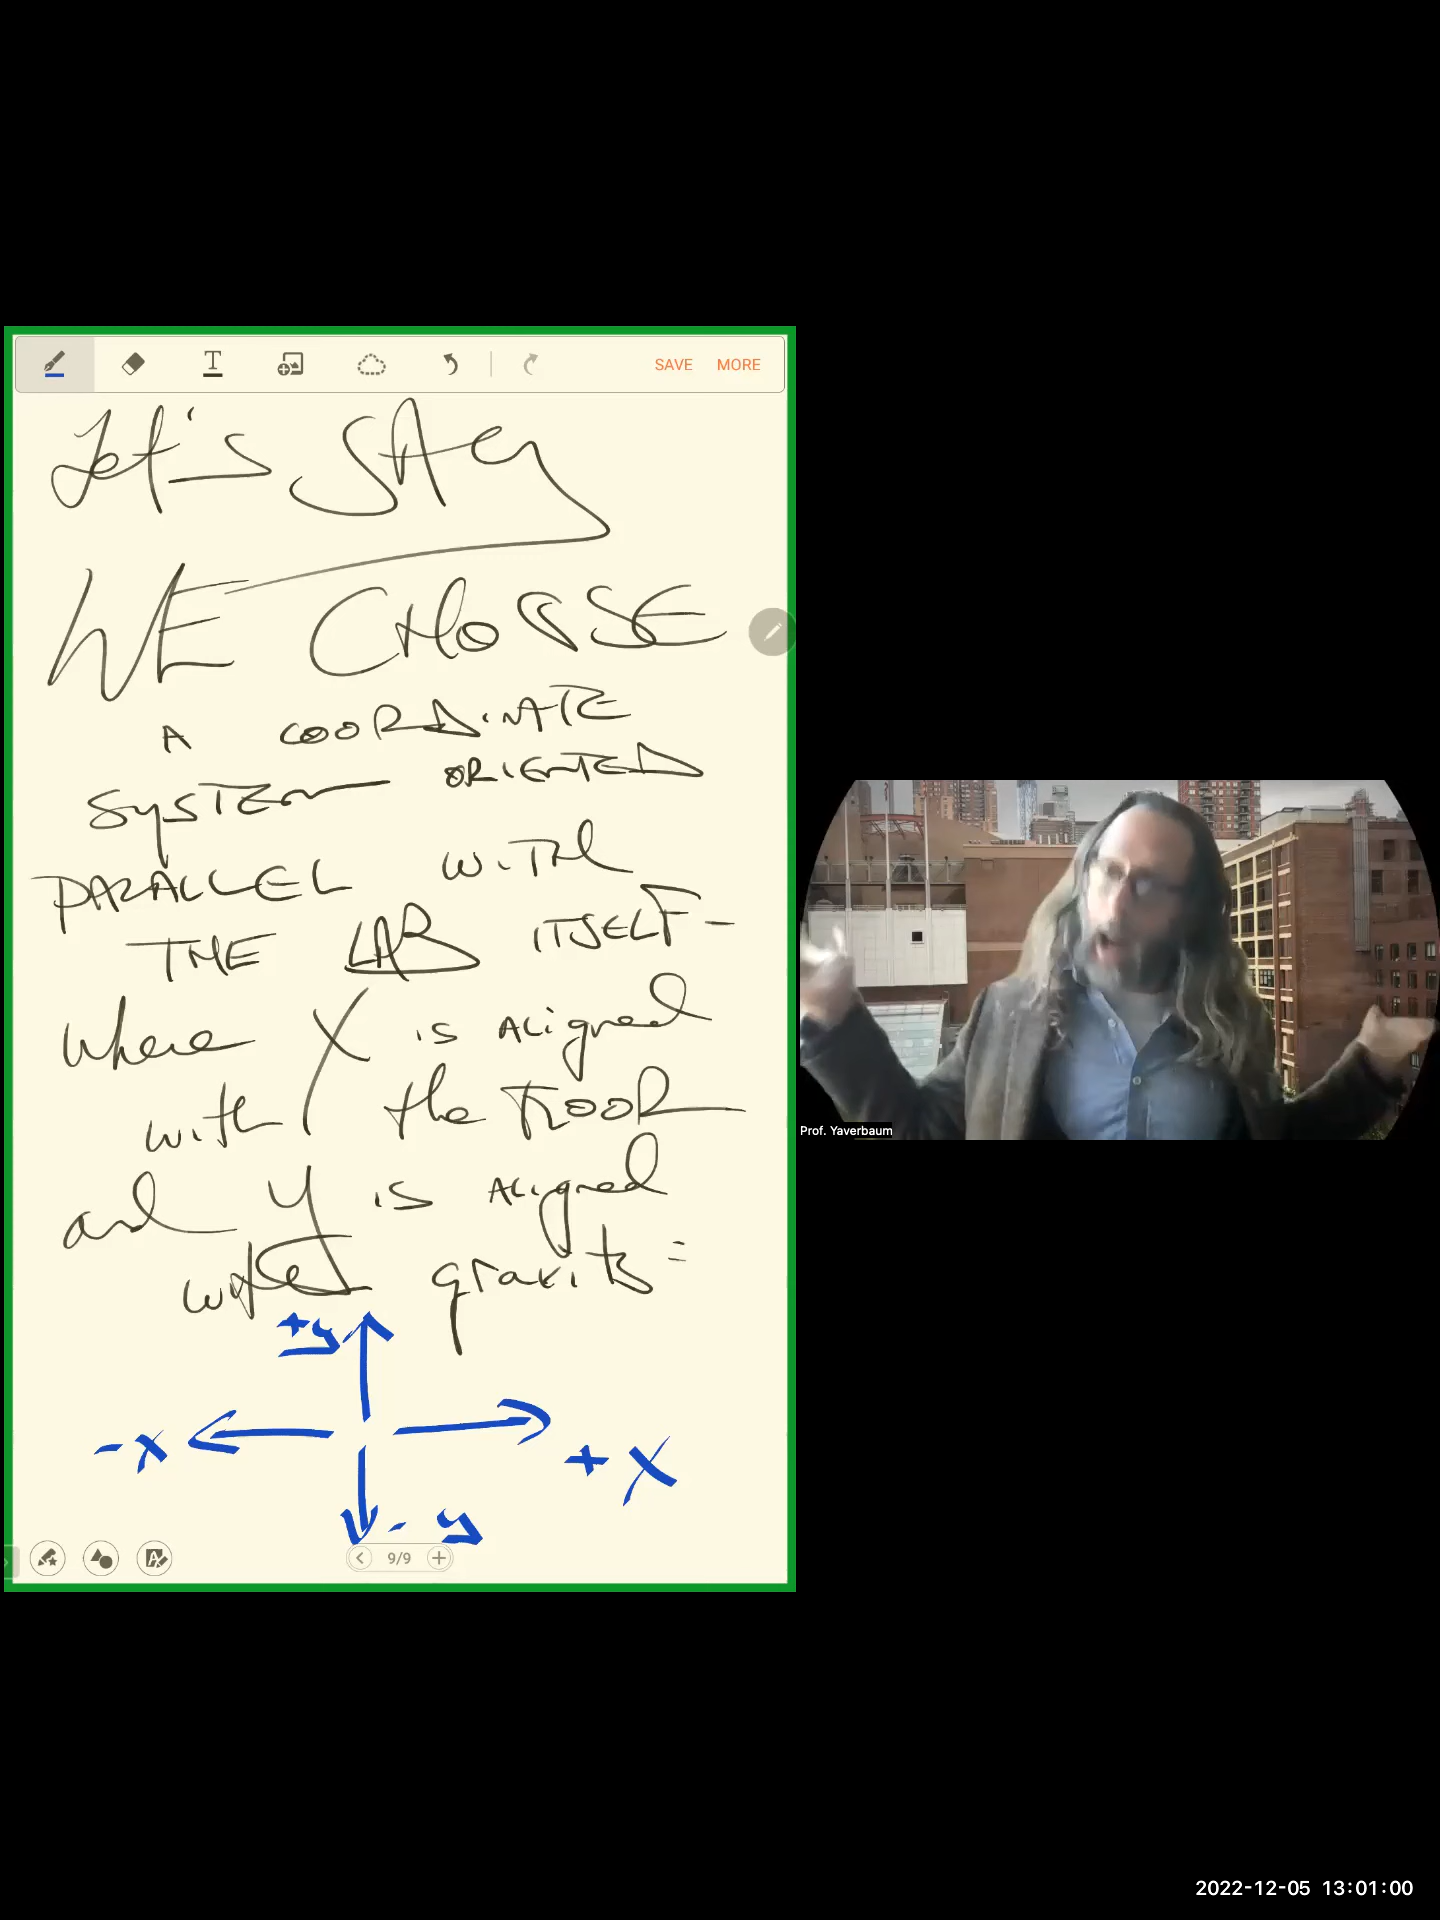 T
SAVE MORE
Let's SAy
WE CHOOSE
A COORDINATE
SYSTEM ORIENTED
PARALLEL WITH
THE LAB ITSELF-
Where X is ALigned
with the FLOOR
and y is ALigned
with gravity =
+y
-x
+ X
- y
A
9/9
Prof. Yaverbaum
2022-12-05 13:01:00